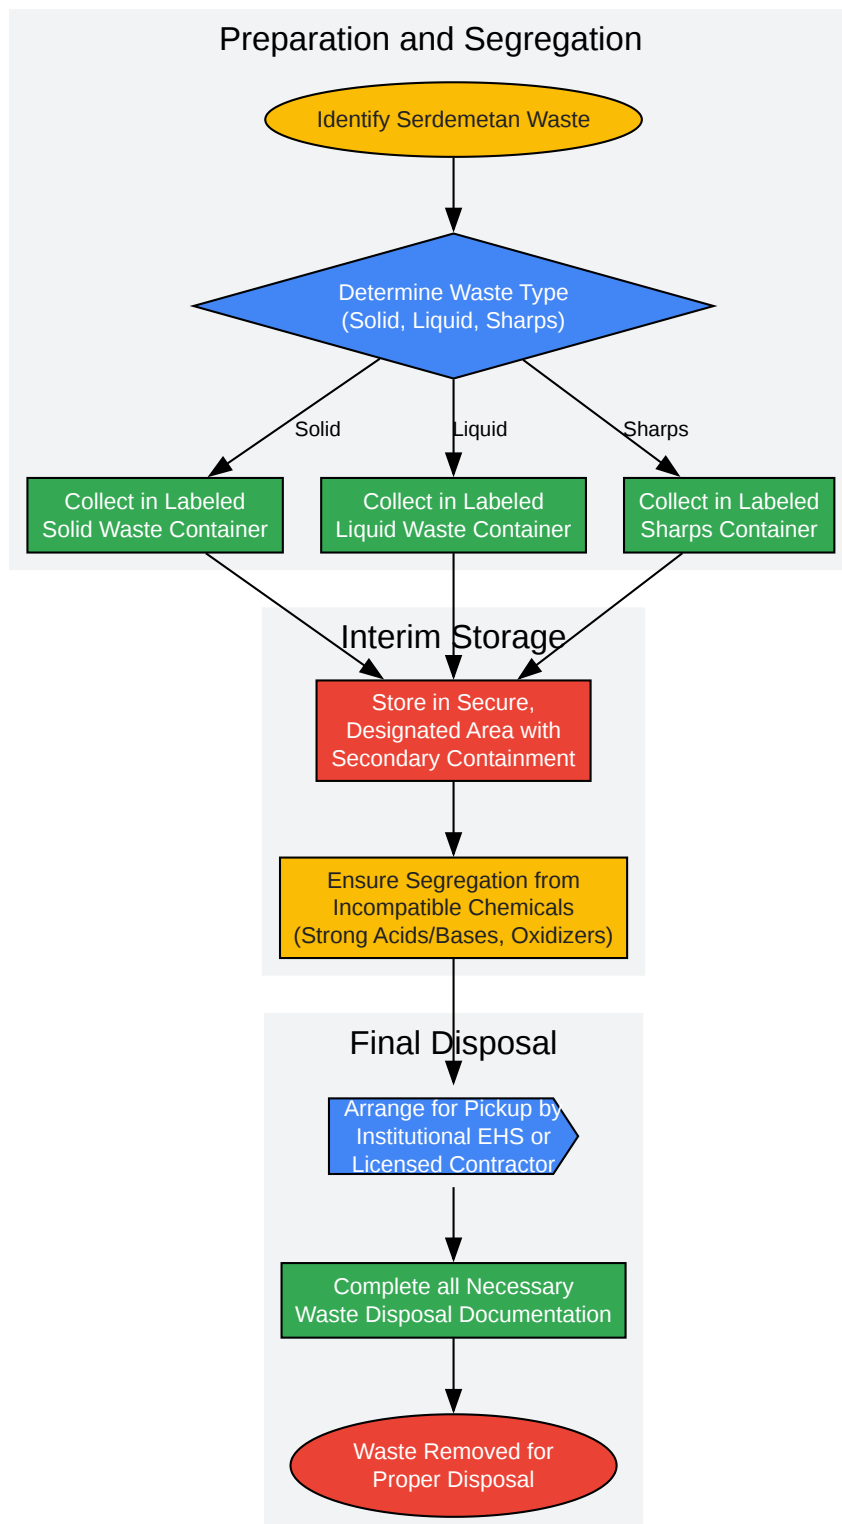 Preparation and Segregation
Identify Serdemetan Waste
Determine Waste Type
(Solid, Liquid, Sharps)
Solid
Liquid
Sharps
Collect in Labeled
Solid Waste Container
Collect in Labeled
Liquid Waste Container
Collect in Labeled
Sharps Container
Interim Storage
Store in Secure,
Designated Area with
Secondary Containment
Ensure Segregation from
Incompatible Chemicals
(Strong Acids/Bases, Oxidizers)
Final Disposal
Arrange for Pickup by
Institutional EHS or
Licensed Contractor
Complete all Necessary
Waste Disposal Documentation
Waste Removed for
Proper Disposal